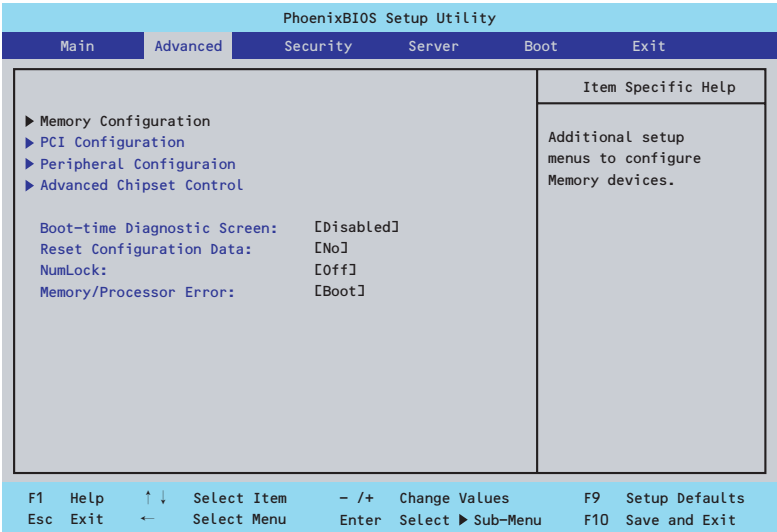 PhoenixBIOS Setup Utility
Main Advanced Security Server Boot Exit
Item Specific Help
▶ Memory Configuration
▶ PCI Configuration
▶ Peripheral Configuraion
▶ Advanced Chipset Control
Additional setup
menus to configure
Memory devices.
Boot-time Diagnostic Screen: [Disabled]
Reset Configuration Data: [No]
NumLock: [Off]
Memory/Processor Error: [Boot]
F1 Help ↑↓ Select Item - /+ Change Values F9 Setup Defaults
Esc Exit ← Select Menu Enter Select ▶ Sub-Menu F10 Save and Exit